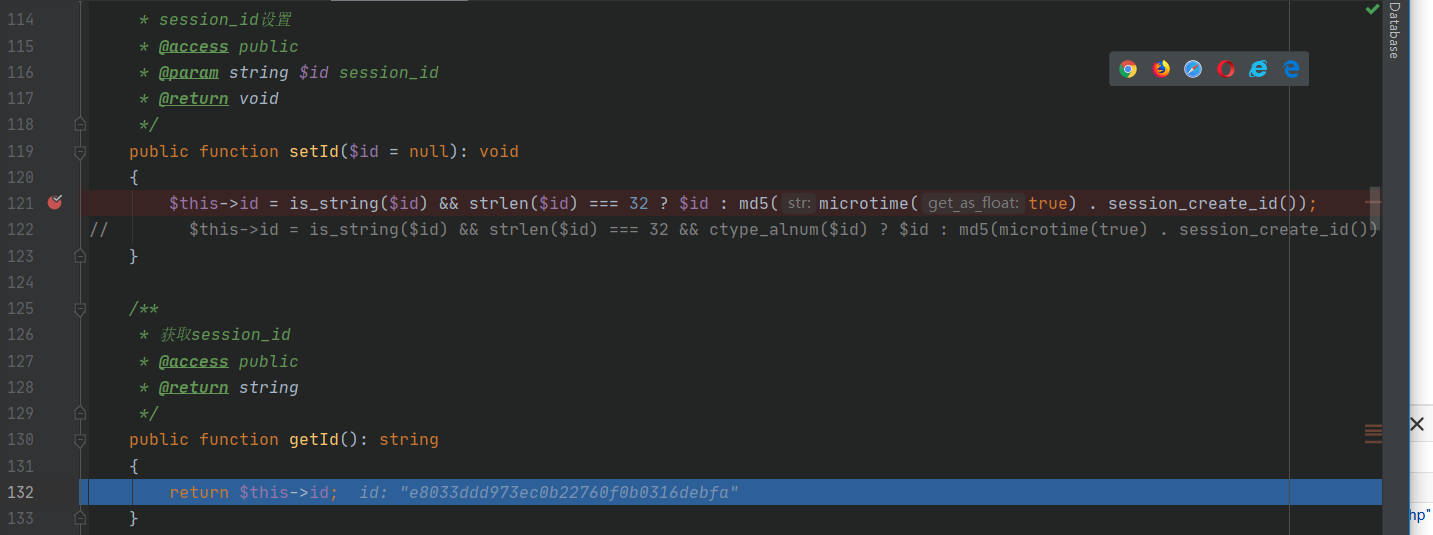 114 * session_id设置
115 * @access public
116 * @param string $id session_id
117 * @return void
118 */
119 public function setId($id = null): void
120 {
121 $this->id = is_string($id) && strlen($id) === 32 ? $id : md5( str: microtime( get_as_float: true) . session_create_id());
122 // $this->id = is_string($id) && strlen($id) === 32 && ctype_alnum($id) ? $id : md5(microtime(true) . session_create_id())
123 }
124
125 /**
126 * 获取session_id
127 * @access public
128 * @return string
129 */
130 public function getId(): string
131 {
132 return $this->id; id: "e8033ddd973ec0b22760f0b0316debfa"
133 }
Database
hp"